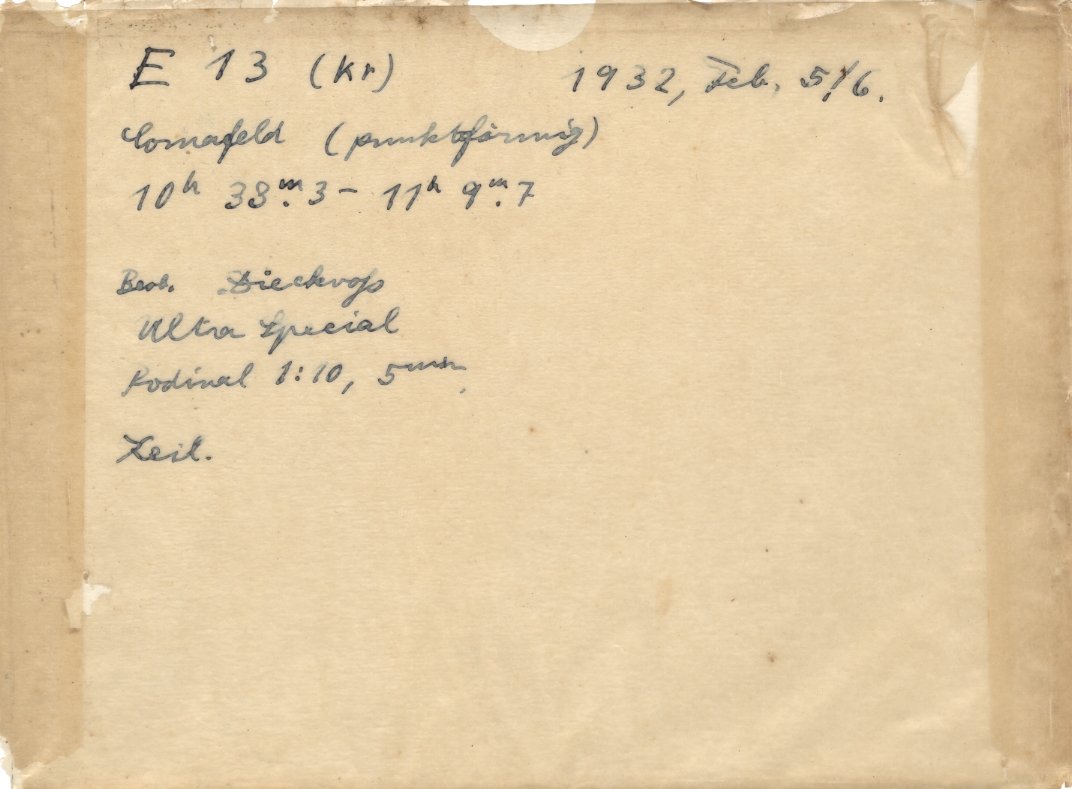 E 13 (kr) 1932, Feb. 5./6.
Comafeld (punktförmig)
10h 38m.3 - 11h 9m.7
Beob. Dieckvoß
Ultra Special
Rodinal 1:10, 5min
Keil.